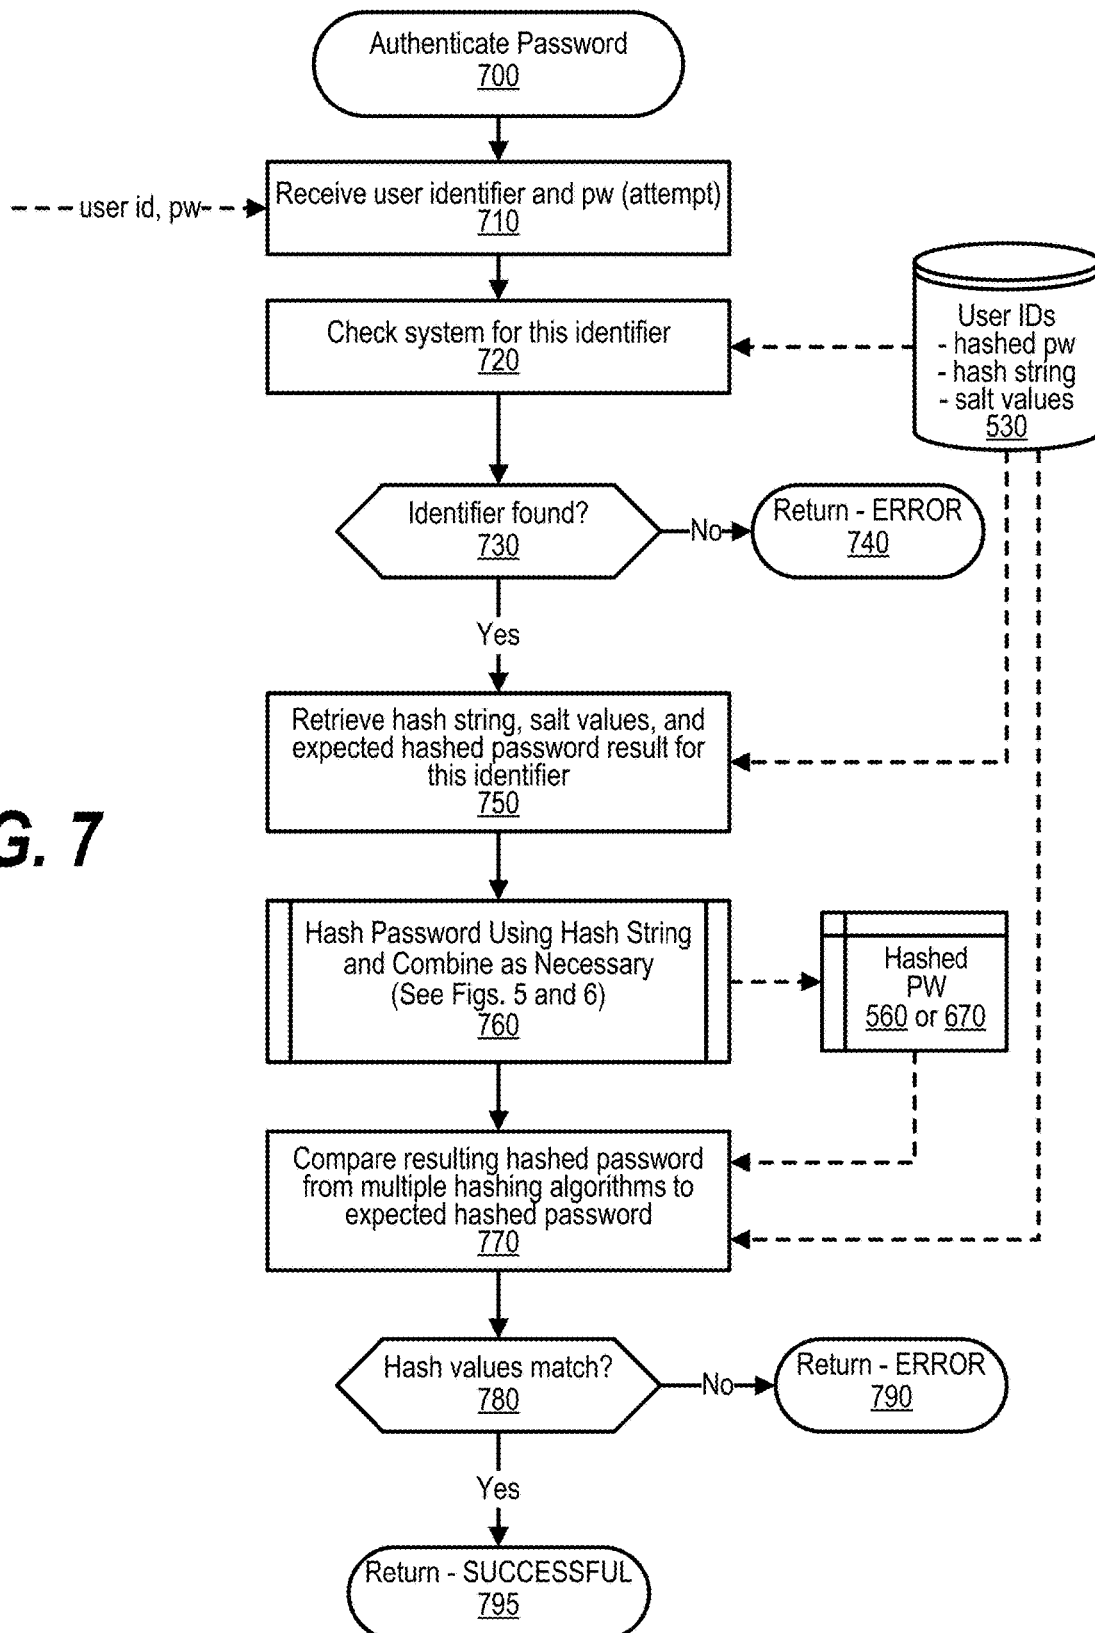 Authenticate Password
700
user id, pw
Receive user identifier and pw (attempt)
710
Check system for this identifier
720
User IDs
- hashed pw
- hash string
- salt values
530
Identifier found?
730
No
Return - ERROR
740
Yes
Retrieve hash string, salt values, and
expected hashed password result for
this identifier
750
G. 7
Hash Password Using Hash String
and Combine as Necessary
(See Figs. 5 and 6)
760
Hashed
PW
560 or 670
Compare resulting hashed password
from multiple hashing algorithms to
expected hashed password
770
Hash values match?
780
No
Return - ERROR
790
Yes
Return - SUCCESSFUL
795